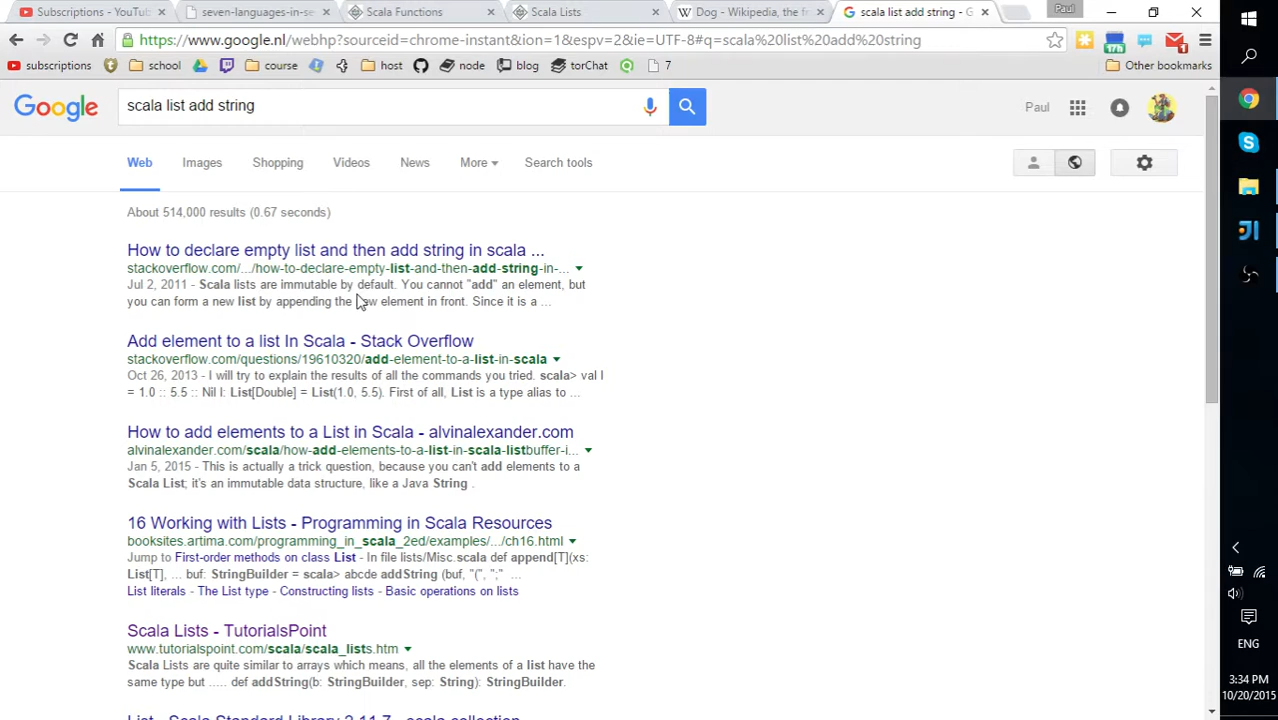 Subscriptions - YouTu
seven-languages-in-se
Scala Functions
Scala Lists
Dog - Wikipedia, the fr
scala list add string - G
Paul
https://www.google.nl/webhp?sourceid=chrome-instant&ion=1&espv=2&ie=UTF-8#q=scala%20list%20add%20string
subscriptions
school
course
host
node
blog
torChat
7
Other bookmarks
Google
scala list add string
Paul
Web
Images
Shopping
Videos
News
More
Search tools
About 514,000 results (0.67 seconds)
How to declare empty list and then add string in scala ...
stackoverflow.com/.../how-to-declare-empty-list-and-then-add-string-in-...
Jul 2, 2011 - Scala lists are immutable by default. You cannot "add" an element, but
you can form a new list by appending the new element in front. Since it is a ...
Add element to a list In Scala - Stack Overflow
stackoverflow.com/questions/19610320/add-element-to-a-list-in-scala
Oct 26, 2013 - I will try to explain the results of all the commands you tried. scala> val l
= 1.0 :: 5.5 :: Nil l: List[Double] = List(1.0, 5.5). First of all, List is a type alias to ...
How to add elements to a List in Scala - alvinalexander.com
alvinalexander.com/scala/how-add-elements-to-a-list-in-scala-listbuffer-i...
Jan 5, 2015 - This is actually a trick question, because you can't add elements to a
Scala List; it's an immutable data structure, like a Java String .
16 Working with Lists - Programming in Scala Resources
booksites.artima.com/programming_in_scala_2ed/examples/.../ch16.html
Jump to First-order methods on class List - In file lists/Misc.scala def append[T](xs:
List[T], ... buf: StringBuilder = scala> abcde addString (buf, "(", ";" ...
List literals - The List type - Constructing lists - Basic operations on lists
Scala Lists - TutorialsPoint
www.tutorialspoint.com/scala/scala_lists.htm
Scala Lists are quite similar to arrays which means, all the elements of a list have the
same type but ..... def addString(b: StringBuilder, sep: String): StringBuilder.
List - Scala Standard Library 2.11.7 - scala.collection
ENG
3:34 PM
10/20/2015